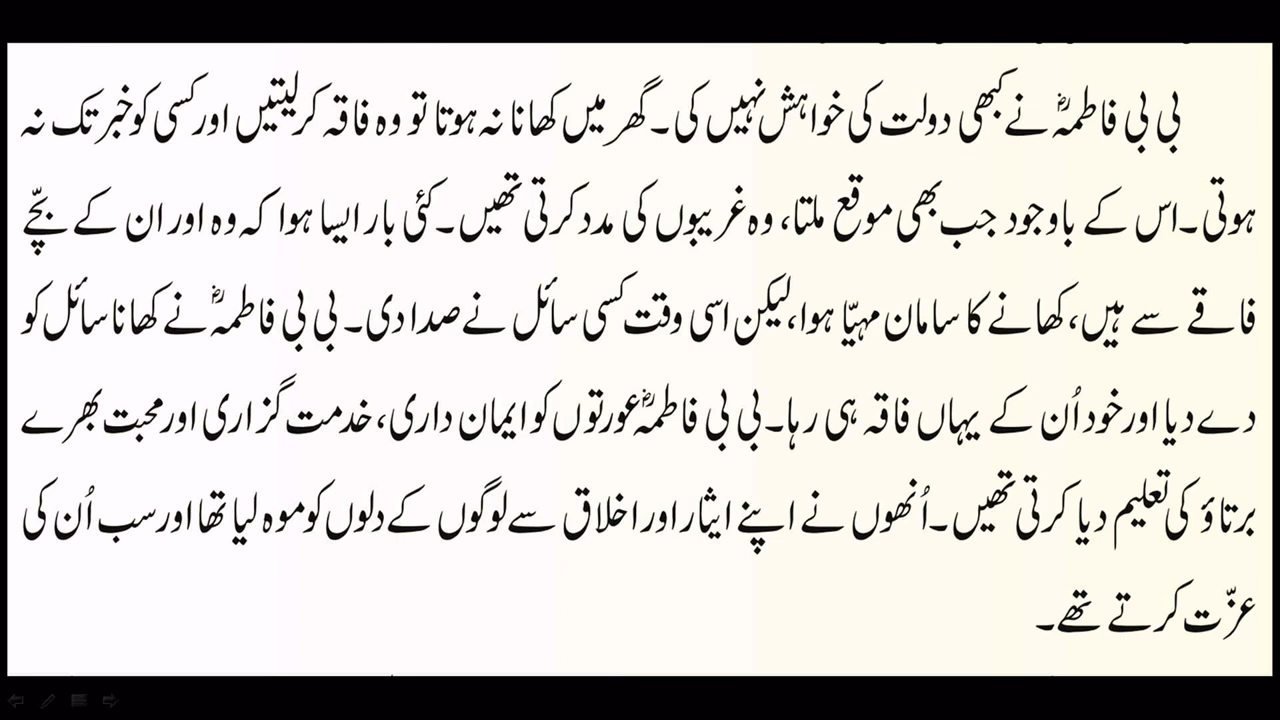 بی بی فاطمہؓ نے کبھی دولت کی خواہش نہیں کی۔ گھر میں کھانا نہ ہوتا تو وہ فاقہ کر لیتیں اور کسی کو خبر تک نہ
ہوتی۔ اس کے باوجود جب بھی موقع ملتا، وہ غریبوں کی مدد کرتی تھیں۔ کئی بار ایسا ہوا کہ وہ اور ان کے بچّے
فاقے سے ہیں، کھانے کا سامان مہیّا ہوا، لیکن اسی وقت کسی سائل نے صدا دی۔ بی بی فاطمہؓ نے کھانا سائل کو
دے دیا اور خود اُن کے یہاں فاقہ ہی رہا۔ بی بی فاطمہؓ عورتوں کو ایمان داری، خدمت گزاری اور محبت بھرے
برتاؤ کی تعلیم دیا کرتی تھیں۔ اُنھوں نے اپنے ایثار اور اخلاق سے لوگوں کے دلوں کو موہ لیا تھا اور سب اُن کی
عزّت کرتے تھے۔